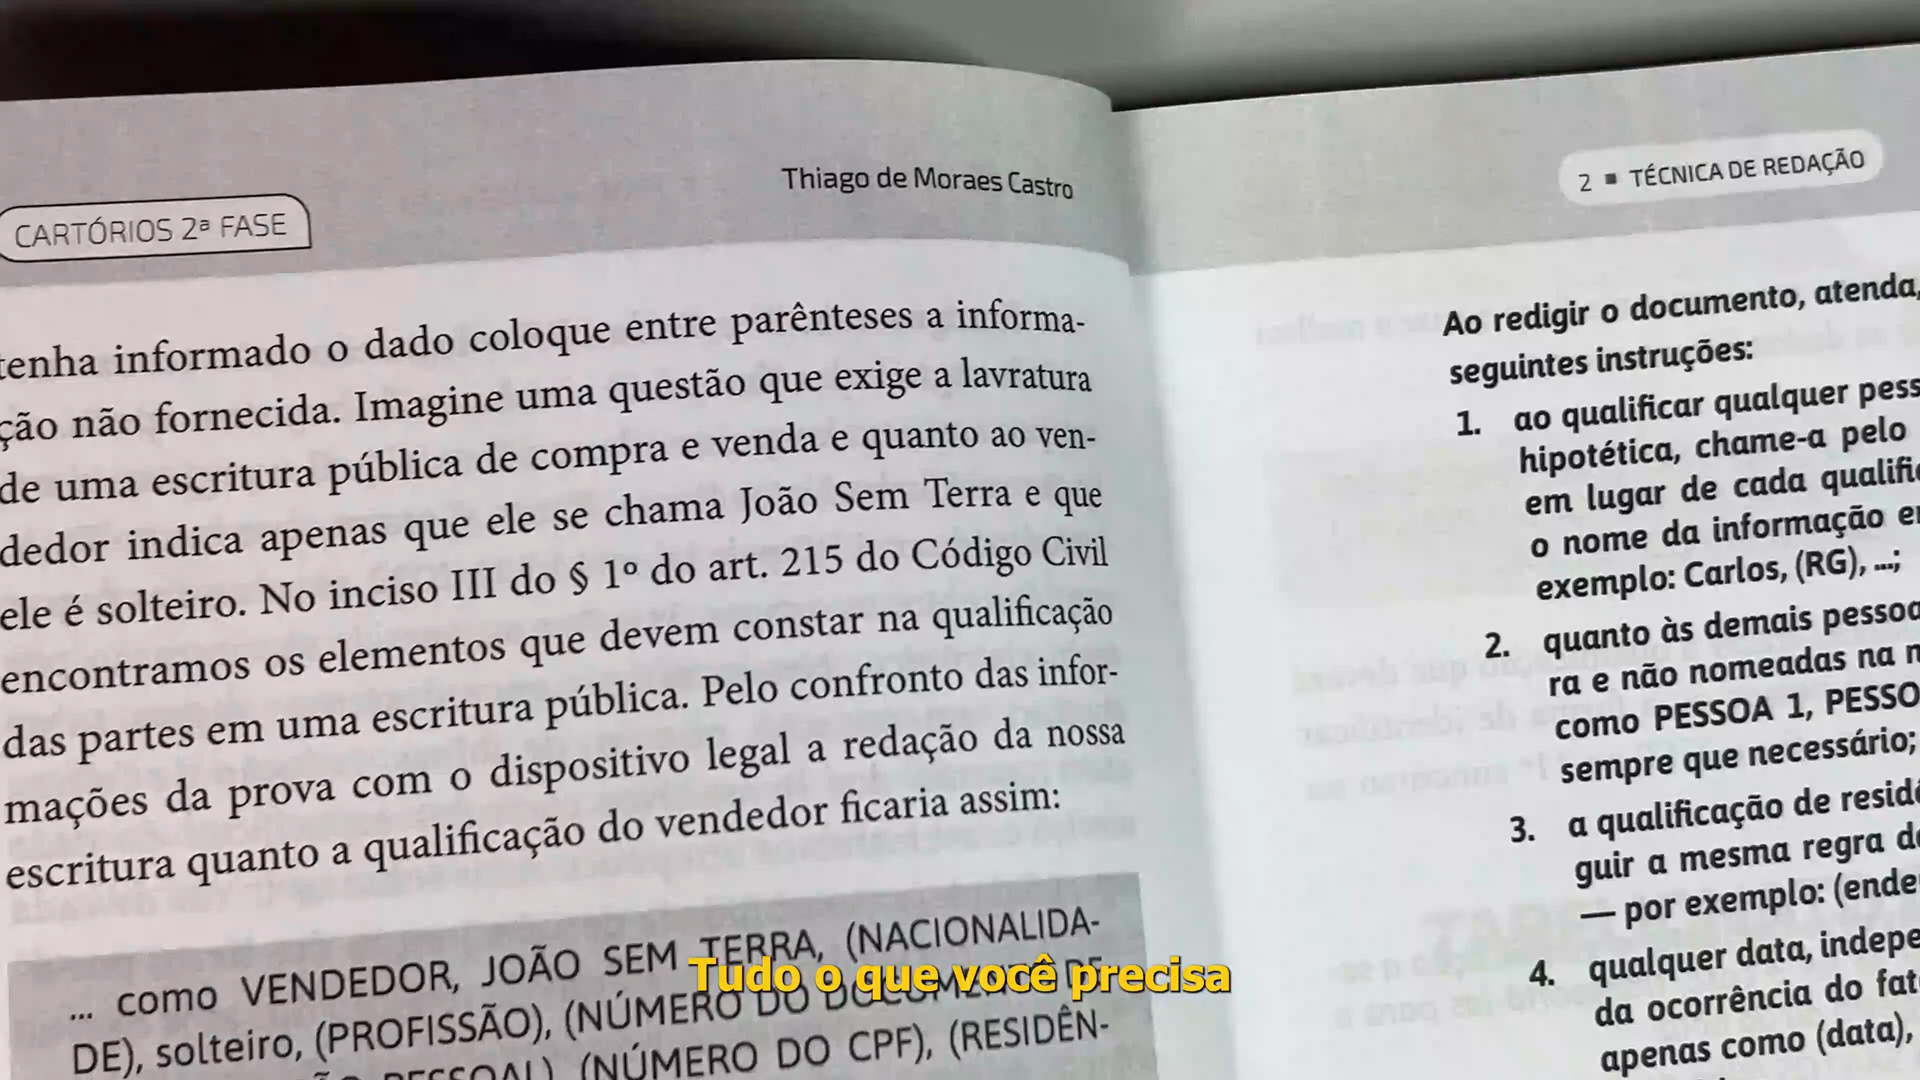 CARTÓRIOS 2ª FASE
Thiago de Moraes Castro
tenha informado o dado coloque entre parênteses a informa-
ção não fornecida. Imagine uma questão que exige a lavratura
de uma escritura pública de compra e venda e quanto ao ven-
dedor indica apenas que ele se chama João Sem Terra e que
ele é solteiro. No inciso III do § 1º do art. 215 do Código Civil
encontramos os elementos que devem constar na qualificação
das partes em uma escritura pública. Pelo confronto das infor-
mações da prova com o dispositivo legal a redação da nossa
escritura quanto a qualificação do vendedor ficaria assim:
... como VENDEDOR, JOÃO SEM TERRA, (NACIONALIDA-
DE), solteiro, (PROFISSÃO), (NÚMERO DO DOCUMENTO DE
PESSOAL), (NÚMERO DO CPF), (RESIDÊN-
2 ▪ TÉCNICA DE REDAÇÃO
Ao redigir o documento, atenda,
seguintes instruções:
1. ao qualificar qualquer pess
hipotética, chame-a pelo
em lugar de cada qualific
o nome da informação e
exemplo: Carlos, (RG), ...;
2. quanto às demais pessoa
ra e não nomeadas na
como PESSOA 1, PESSO
sempre que necessário;
3. a qualificação de residê
guir a mesma regra d
— por exemplo: (ende
4. qualquer data, indepe
da ocorrência do fat
apenas como (data),
Tudo o que você precisa